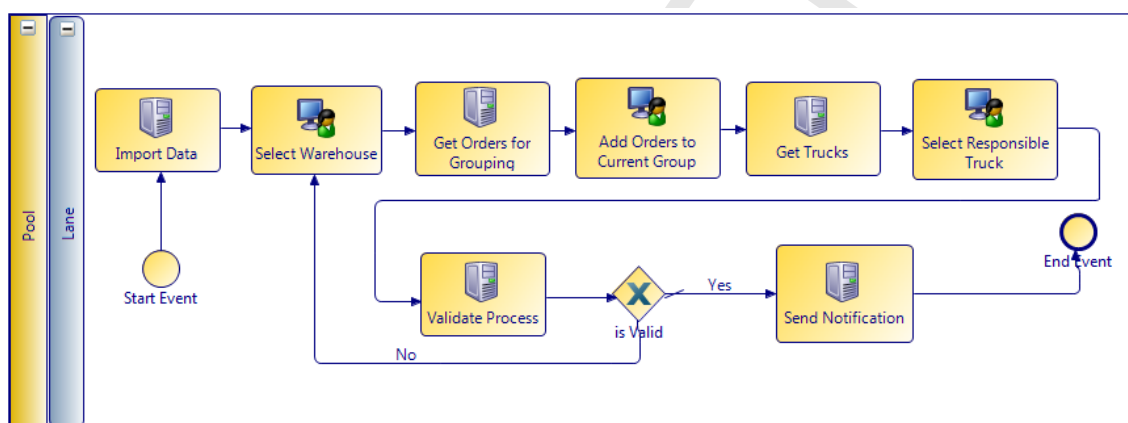 Pool
Lane
Import Data
Select Warehouse
Get Orders for
Grouping
Add Orders to
Current Group
Get Trucks
Select Responsible
Truck
Start Event
Validate Process
is Valid
Yes
No
Send Notification
End Event